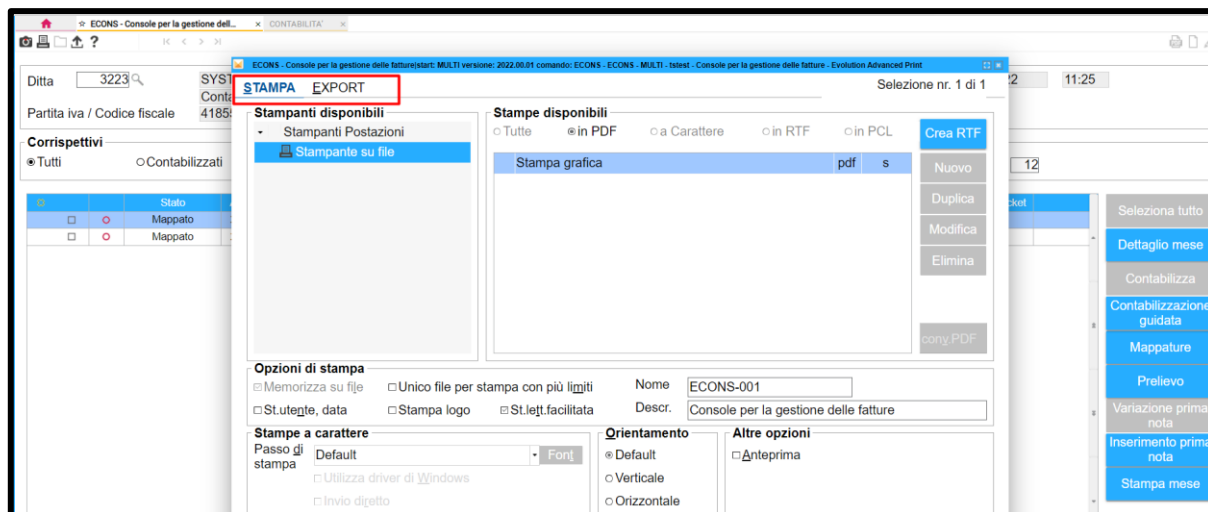 ECONS - Console per la gestione dell... × CONTABILITA' ×
?
Ditta 3223 SYST 11:25
Conta
Partita iva / Codice fiscale 4185
Corrispettivi
Tutti Contabilizzati 12
Stato
Mappato
Mappato
ECONS - Console per la gestione delle fatture|start: MULTI versione: 2022.00.01 comando: ECONS - ECONS - MULTI - tstest - Console per la gestione delle fatture - Evolution Advanced Print
STAMPA EXPORT Selezione nr. 1 di 1
Stampanti disponibili
Stampanti Postazioni
Stampante su file
Stampe disponibili
Tutte in PDF a Carattere in RTF in PCL
Stampa grafica pdf s
Crea RTF
Nuovo
Duplica
Modifica
Elimina
conv.PDF
Opzioni di stampa
Memorizza su file Unico file per stampa con più limiti Nome ECONS-001
St.utente, data Stampa logo St.lett.facilitata Descr. Console per la gestione delle fatture
Stampe a carattere
Passo di stampa Default Font
Utilizza driver di Windows
Invio diretto
Orientamento
Default
Verticale
Orizzontale
Altre opzioni
Anteprima
Seleziona tutto
Dettaglio mese
Contabilizza
Contabilizzazione
guidata
Mappature
Prelievo
Variazione prima
nota
Inserimento prima
nota
Stampa mese